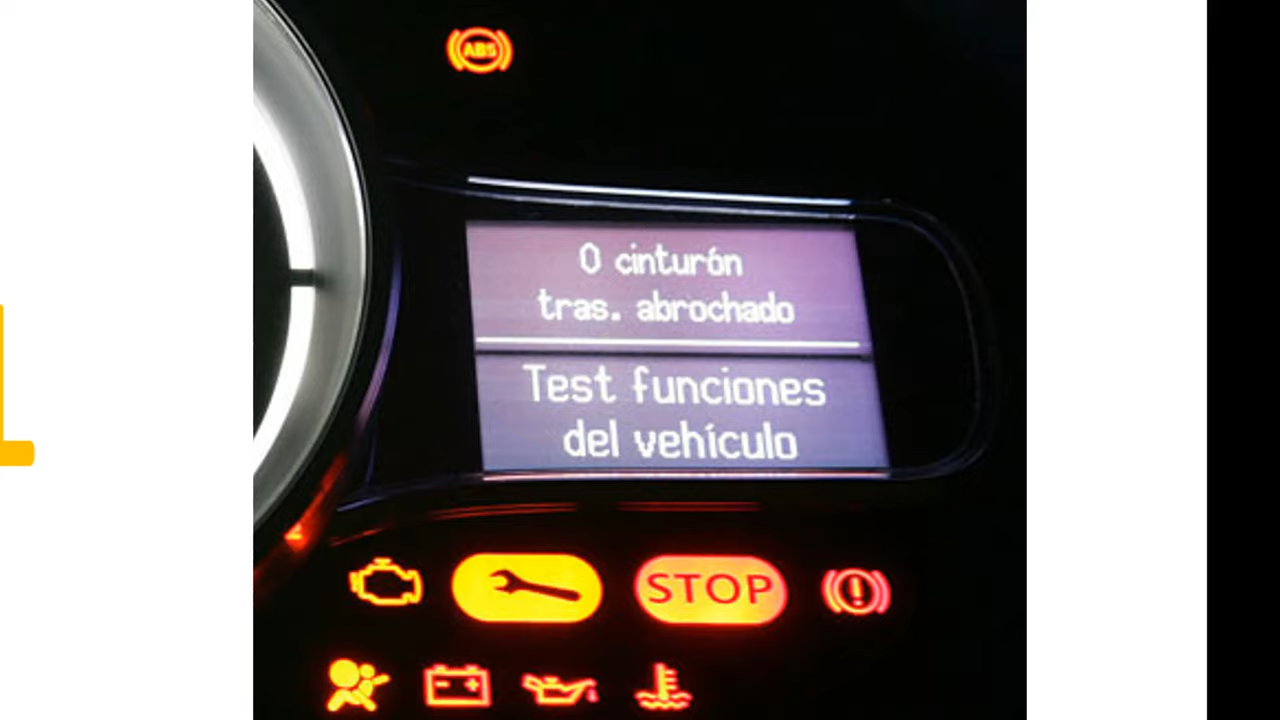 ABS
0 cinturón
tras. abrochado
Test funciones
del vehículo
STOP